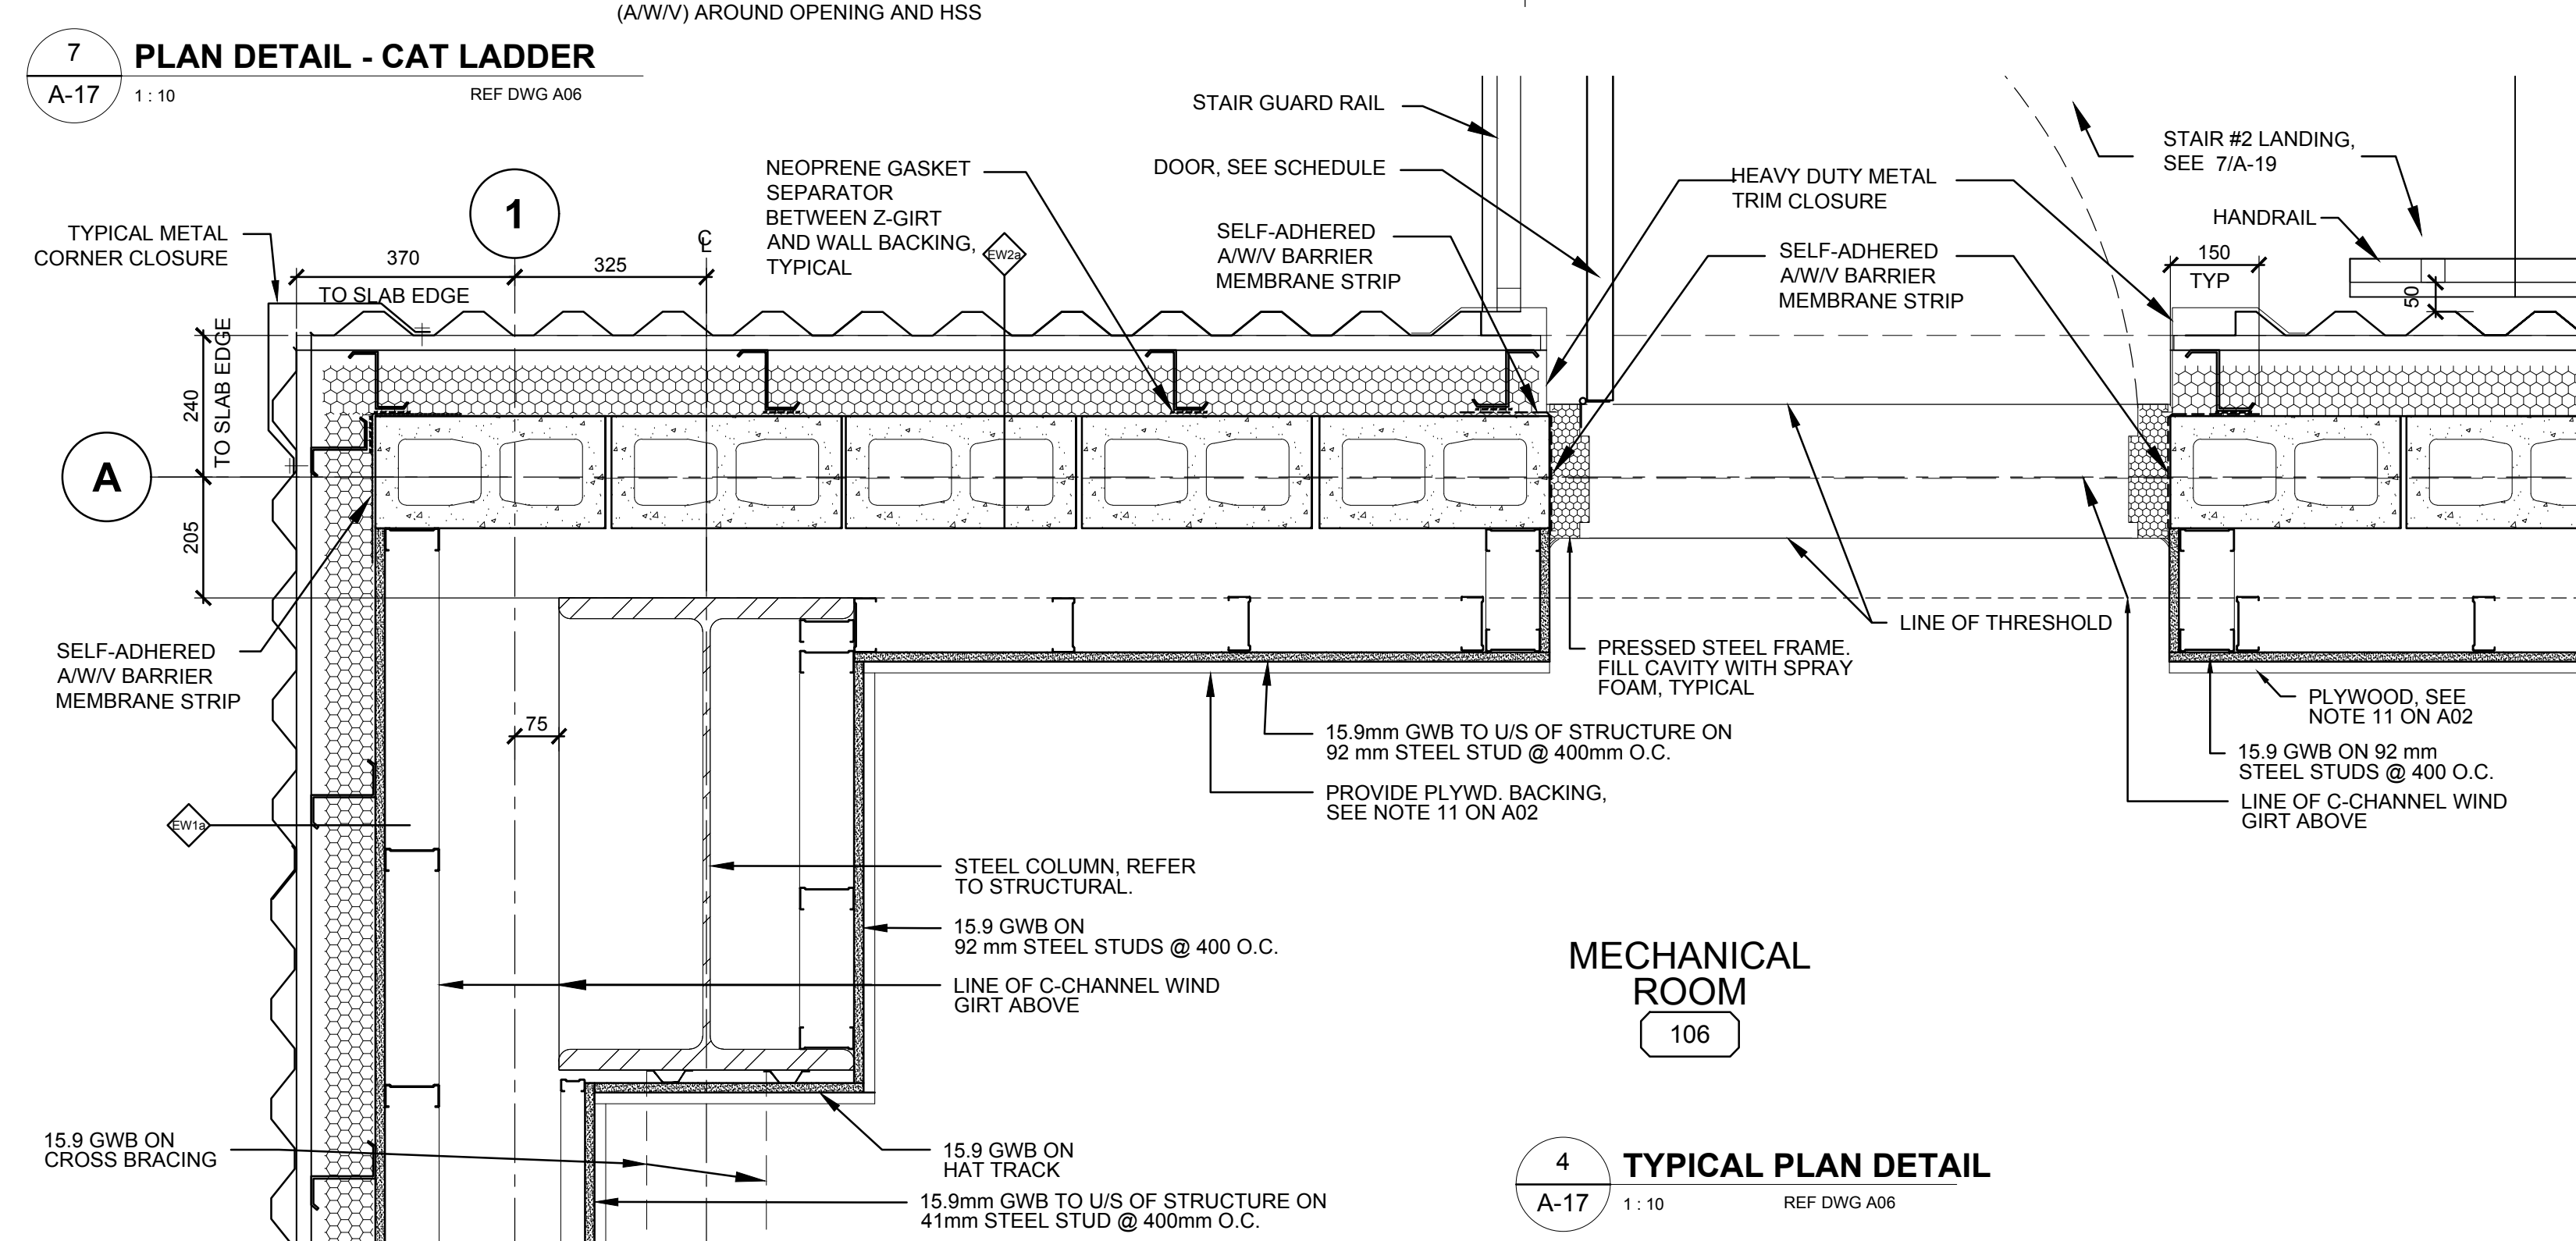 (A/W/V) AROUND OPENING AND HSS
7
PLAN DETAIL - CAT LADDER
A-17
1 : 10
REF DWG A06
STAIR GUARD RAIL
DOOR, SEE SCHEDULE
NEOPRENE GASKET
SEPARATOR
BETWEEN Z-GIRT
AND WALL BACKING,
TYPICAL
EW2a
SELF-ADHERED
A/W/V BARRIER
MEMBRANE STRIP
HEAVY DUTY METAL
TRIM CLOSURE
SELF-ADHERED
A/W/V BARRIER
MEMBRANE STRIP
STAIR #2 LANDING,
SEE 7/A-19
HANDRAIL
150
TYP
50
1
TYPICAL METAL
CORNER CLOSURE
370
325
CL
TO SLAB EDGE
240
TO SLAB EDGE
A
205
SELF-ADHERED
A/W/V BARRIER
MEMBRANE STRIP
75
EW1a
LINE OF THRESHOLD
PRESSED STEEL FRAME.
FILL CAVITY WITH SPRAY
FOAM, TYPICAL
15.9mm GWB TO U/S OF STRUCTURE ON
92 mm STEEL STUD @ 400mm O.C.
PROVIDE PLYWD. BACKING,
SEE NOTE 11 ON A02
PLYWOOD, SEE
NOTE 11 ON A02
15.9 GWB ON 92 mm
STEEL STUDS @ 400 O.C.
LINE OF C-CHANNEL WIND
GIRT ABOVE
STEEL COLUMN, REFER
TO STRUCTURAL.
15.9 GWB ON
92 mm STEEL STUDS @ 400 O.C.
LINE OF C-CHANNEL WIND
GIRT ABOVE
MECHANICAL
ROOM
106
15.9 GWB ON
CROSS BRACING
15.9 GWB ON
HAT TRACK
15.9mm GWB TO U/S OF STRUCTURE ON
41mm STEEL STUD @ 400mm O.C.
4
TYPICAL PLAN DETAIL
A-17
1 : 10
REF DWG A06